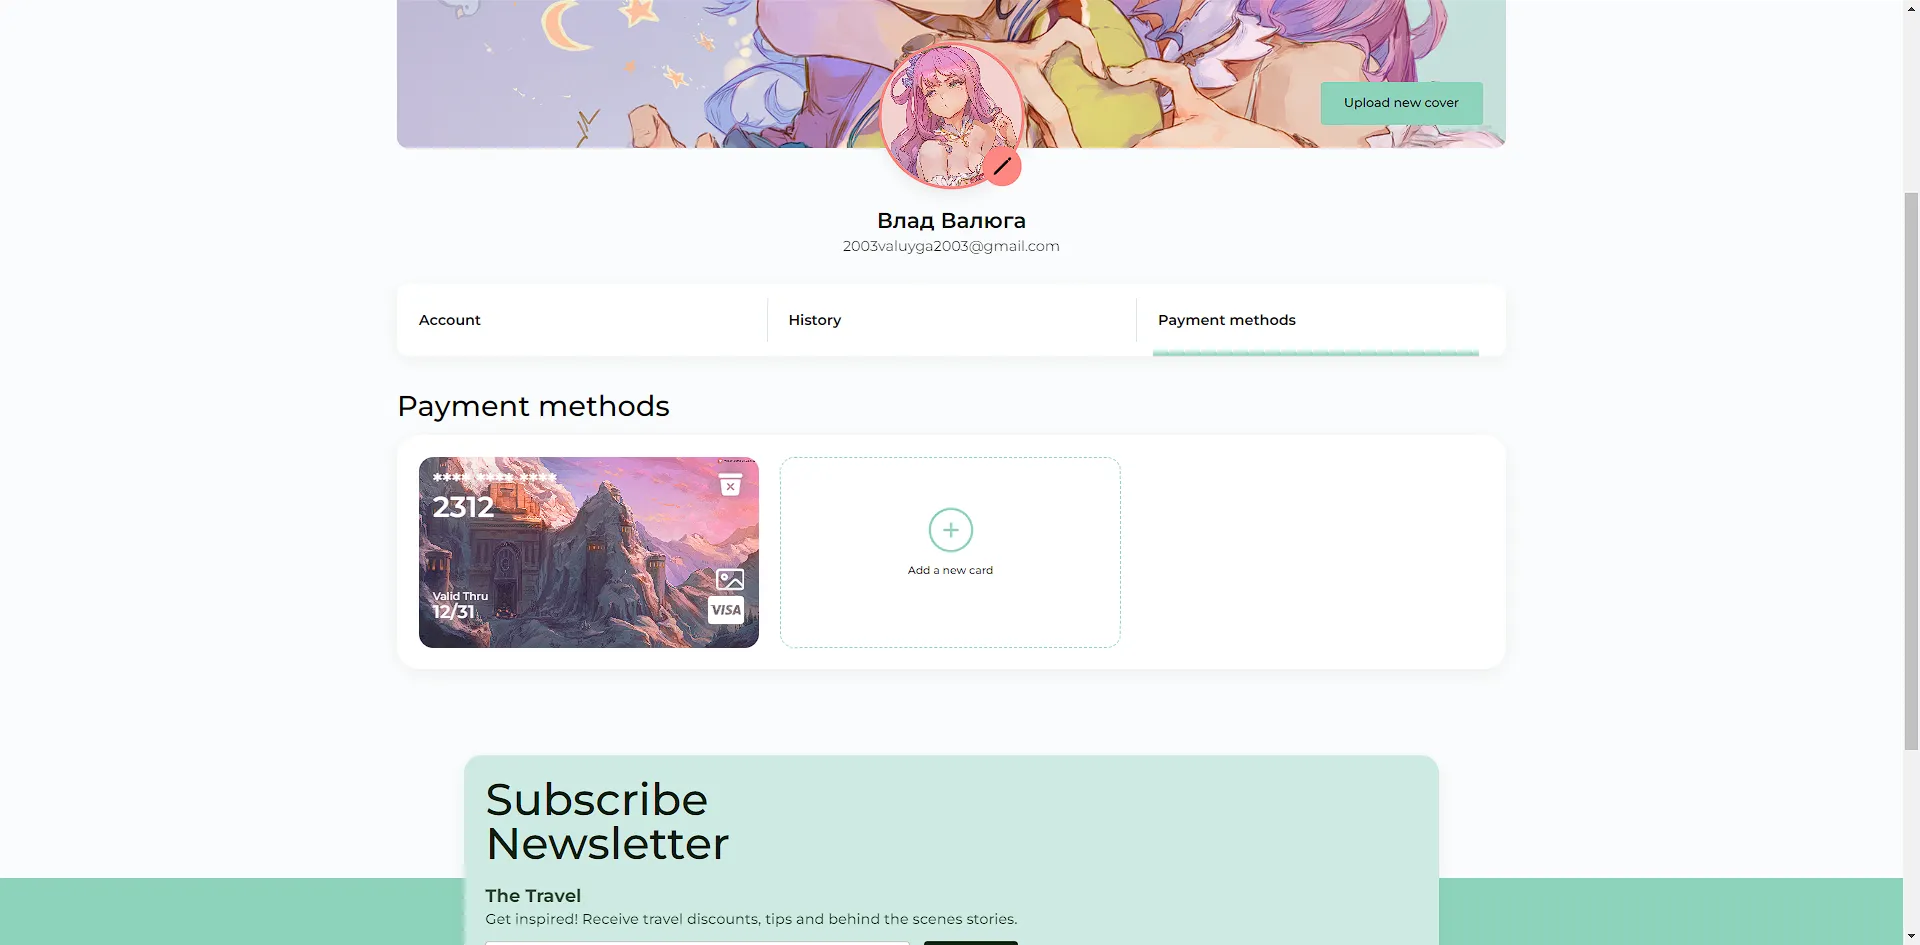 Upload new cover
Влад Валюга
2003valuyga2003@gmail.com
Account
History
Payment methods
Payment methods
**** **** ****
2312
Valid Thru
12/31
VISA
Add a new card
Subscribe
Newsletter
The Travel
Get inspired! Receive travel discounts, tips and behind the scenes stories.